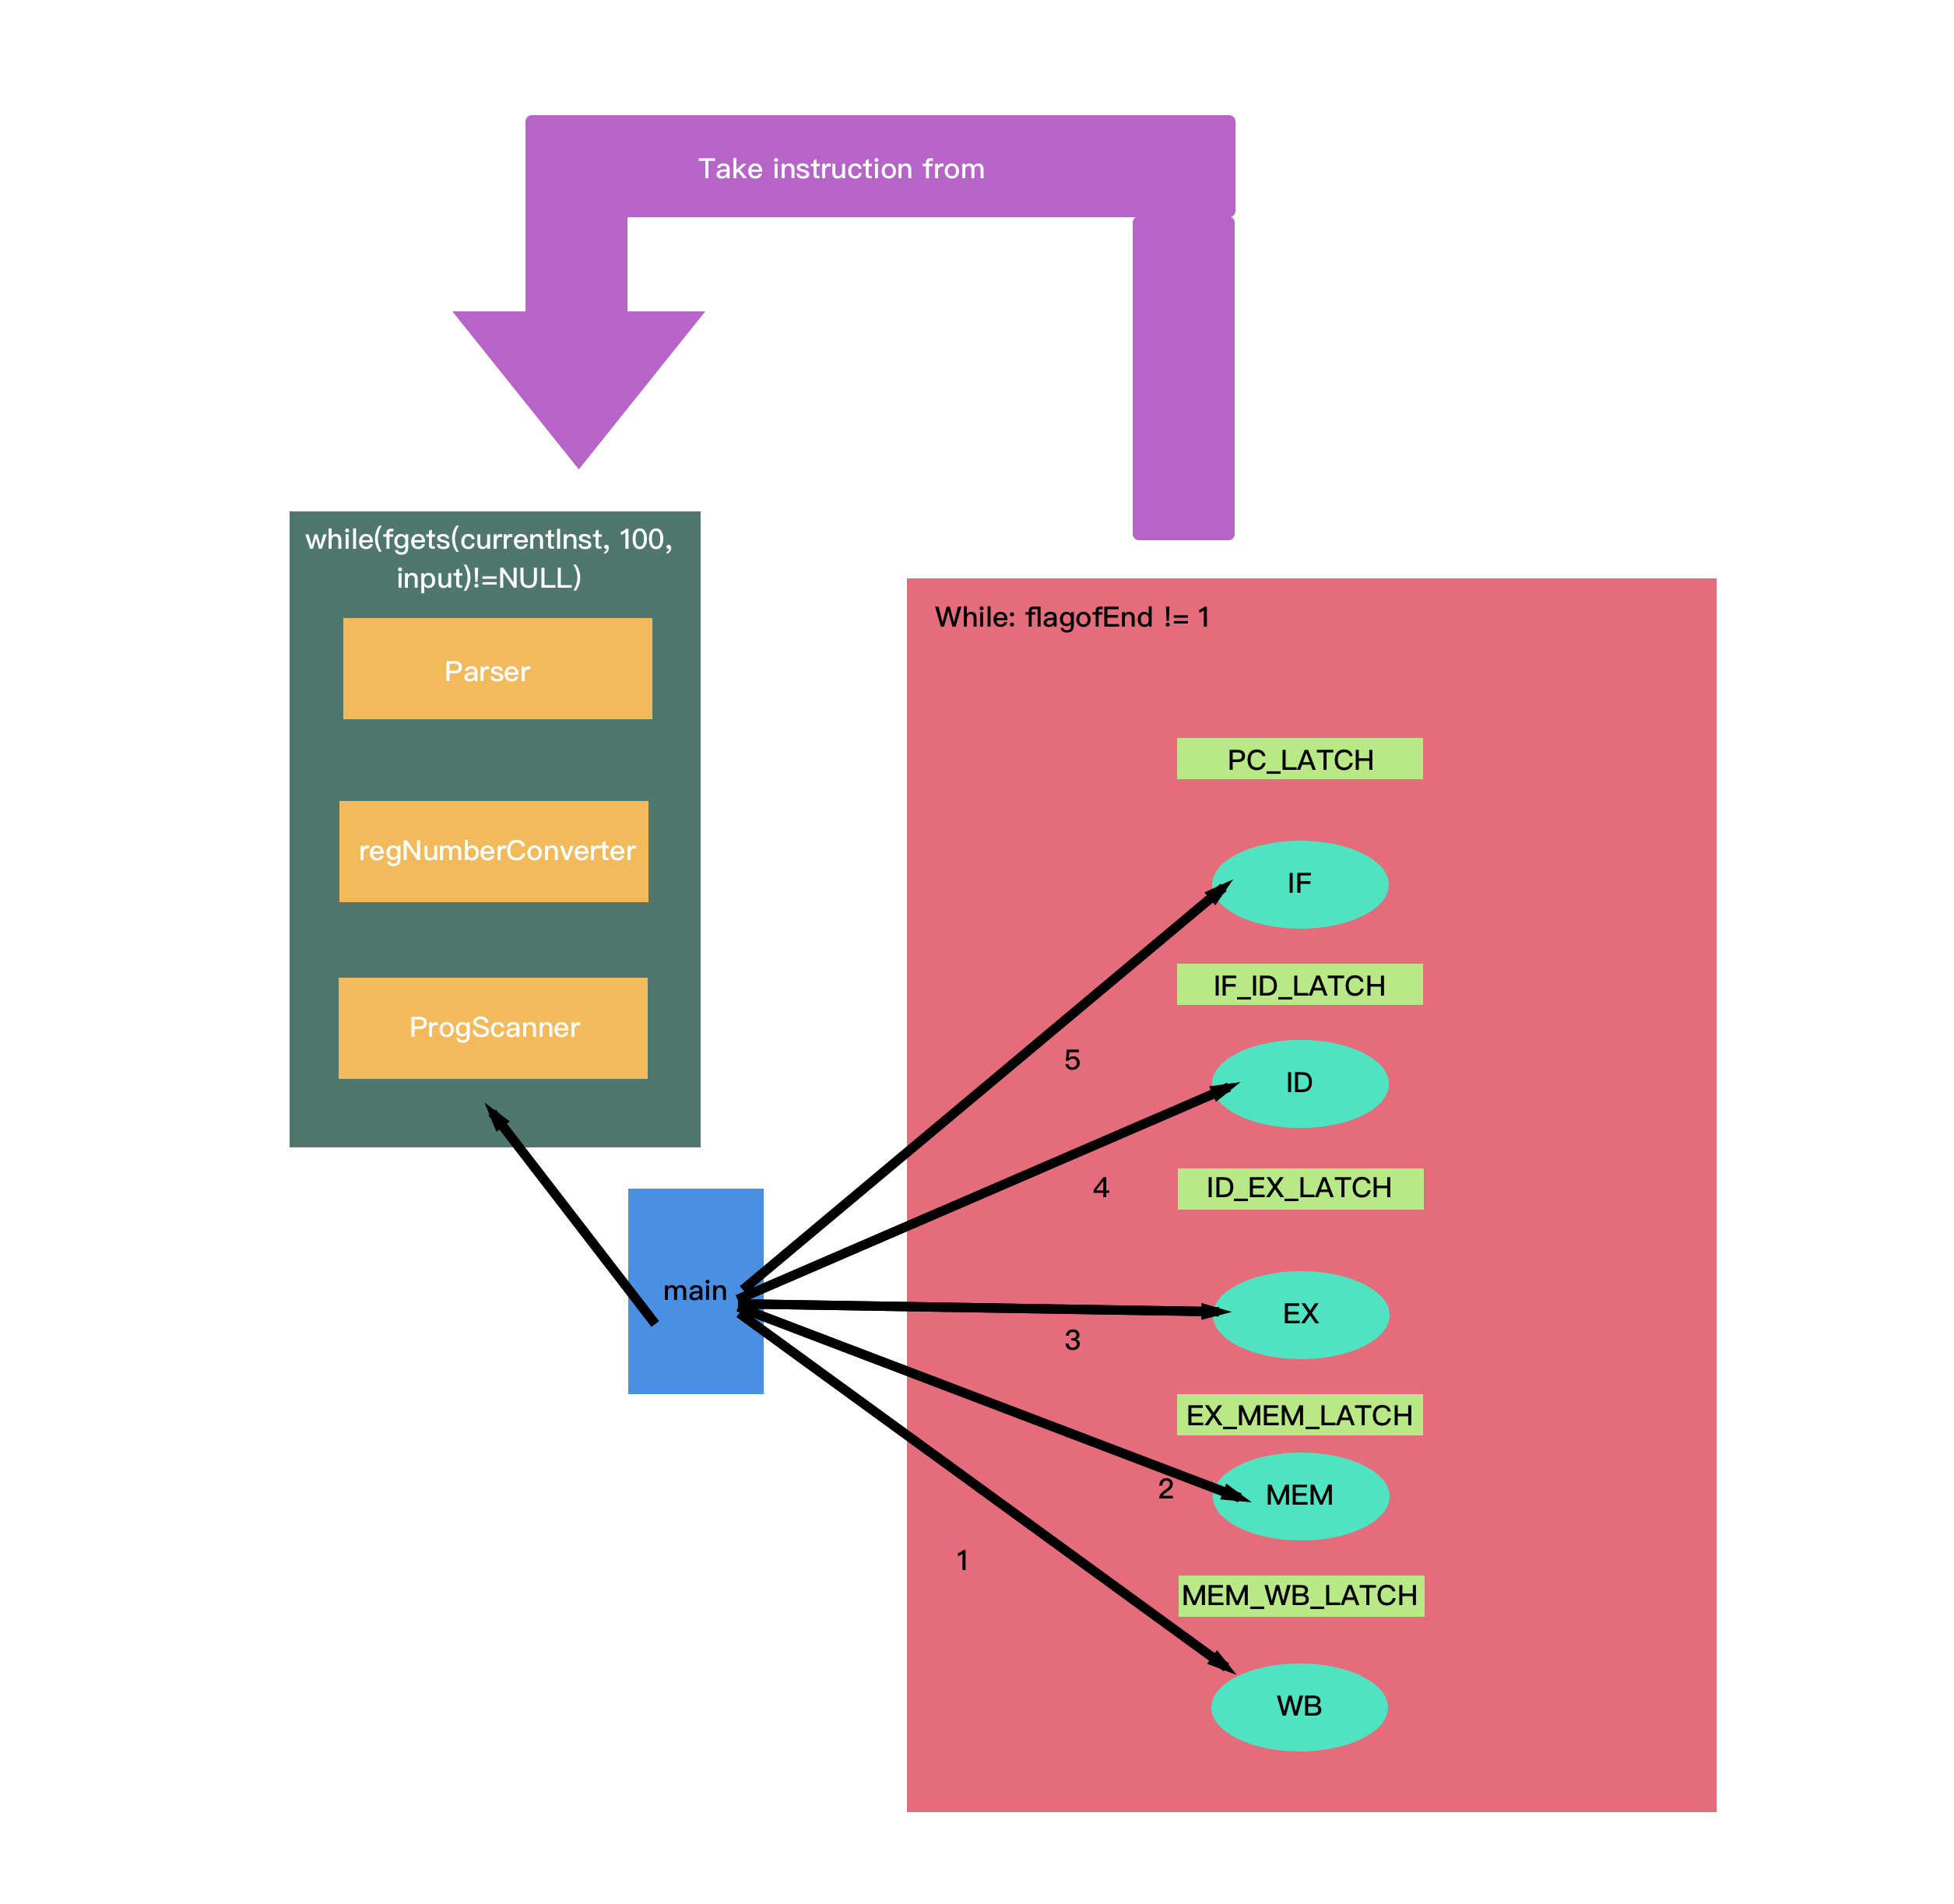 Take instruction from
while(fgets(currentInst, 100,
input)!=NULL)
Parser
regNumberConverter
ProgScanner
main
While: flagofEnd != 1
PC_LATCH
IF
IF_ID_LATCH
5
ID
4
ID_EX_LATCH
EX
3
EX_MEM_LATCH
2
MEM
1
MEM_WB_LATCH
WB